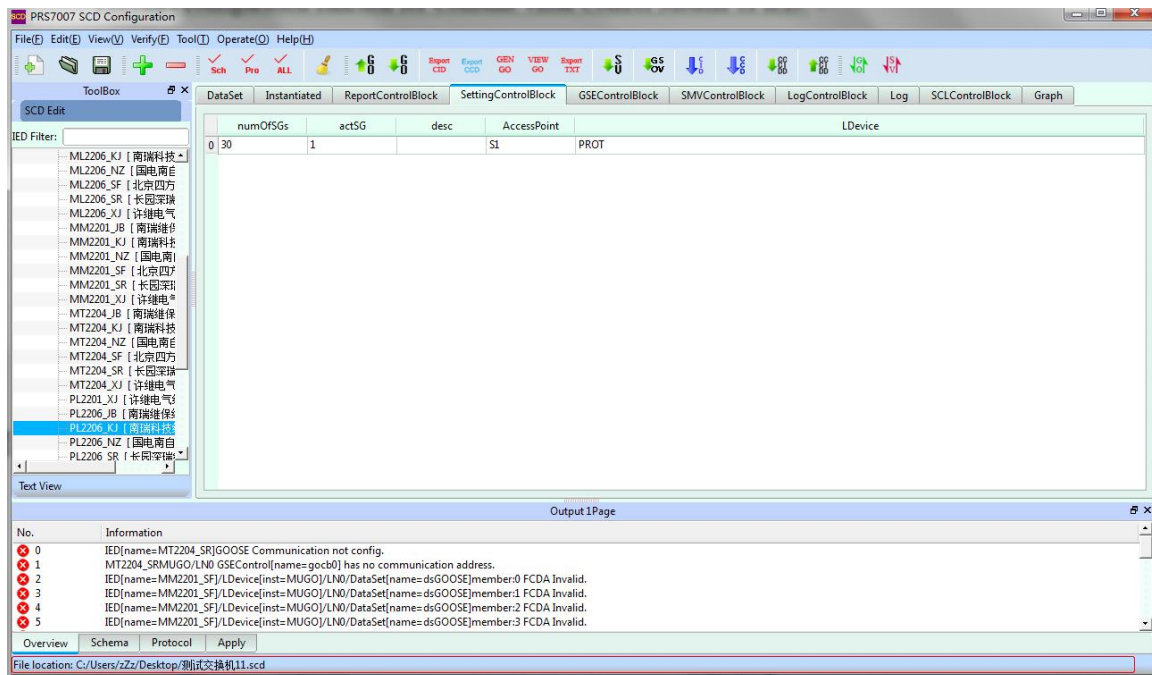 PRS7007 SCD Configuration
File(F) Edit(E) View(V) Verify(F) Tool(T) Operate(O) Help(H)
Sch Pro ALL Export CID Export CCD GEN GO VIEW GO Export TXT
ToolBox
SCD Edit
IED Filter:
ML2206_KJ [ 南瑞科技
ML2206_NZ [ 国电南自
ML2206_SF [ 北京四方
ML2206_SR [ 长园深瑞
ML2206_XJ [ 许继电气
MM2201_JB [ 南瑞继保
MM2201_KJ [ 南瑞科技
MM2201_NZ [ 国电南
MM2201_SF [ 北京四方
MM2201_SR [ 长园深瑞
MM2201_XJ [ 许继电气
MT2204_JB [ 南瑞继保
MT2204_KJ [ 南瑞科技
MT2204_NZ [ 国电南自
MT2204_SF [ 北京四方
MT2204_SR [ 长园深瑞
MT2204_XJ [ 许继电气
PL2201_XJ [ 许继电气
PL2206_JB [ 南瑞继保
PL2206_KJ [ 南瑞科技
PL2206_NZ [ 国电南自
PL2206_SR [ 长园深瑞
Text View
DataSet Instantiated ReportControlBlock SettingControlBlock GSEControlBlock SMVControlBlock LogControlBlock Log SCLControlBlock Graph
numOfSGs actSG desc AccessPoint LDevice
0 30 1 S1 PROT
Output 1Page
No. Information
0 IED[name=MT2204_SR]GOOSE Communication not config.
1 MT2204_SRMUGO/LN0 GSEControl[name=gocb0] has no communication address.
2 IED[name=MM2201_SF]/LDevice[inst=MUGO]/LN0/DataSet[name=dsGOOSE]member:0 FCDA Invalid.
3 IED[name=MM2201_SF]/LDevice[inst=MUGO]/LN0/DataSet[name=dsGOOSE]member:1 FCDA Invalid.
4 IED[name=MM2201_SF]/LDevice[inst=MUGO]/LN0/DataSet[name=dsGOOSE]member:2 FCDA Invalid.
5 IED[name=MM2201_SF]/LDevice[inst=MUGO]/LN0/DataSet[name=dsGOOSE]member:3 FCDA Invalid.
Overview Schema Protocol Apply
File location: C:/Users/zZz/Desktop/测试交换机11.scd